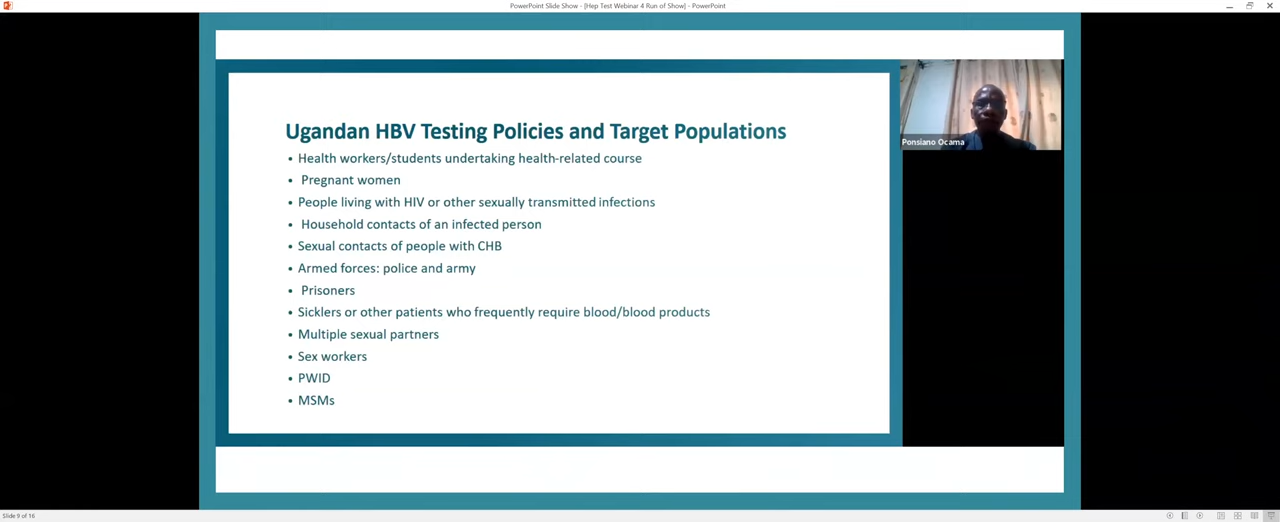 PowerPoint Slide Show - [Hep Test Webinar 4 Run of Show] - PowerPoint
Ugandan HBV Testing Policies and Target Populations
• Health workers/students undertaking health-related course
• Pregnant women
• People living with HIV or other sexually transmitted infections
• Household contacts of an infected person
• Sexual contacts of people with CHB
• Armed forces: police and army
• Prisoners
• Sicklers or other patients who frequently require blood/blood products
• Multiple sexual partners
• Sex workers
• PWID
• MSMs
Ponsiano Ocama
Slide 9 of 16